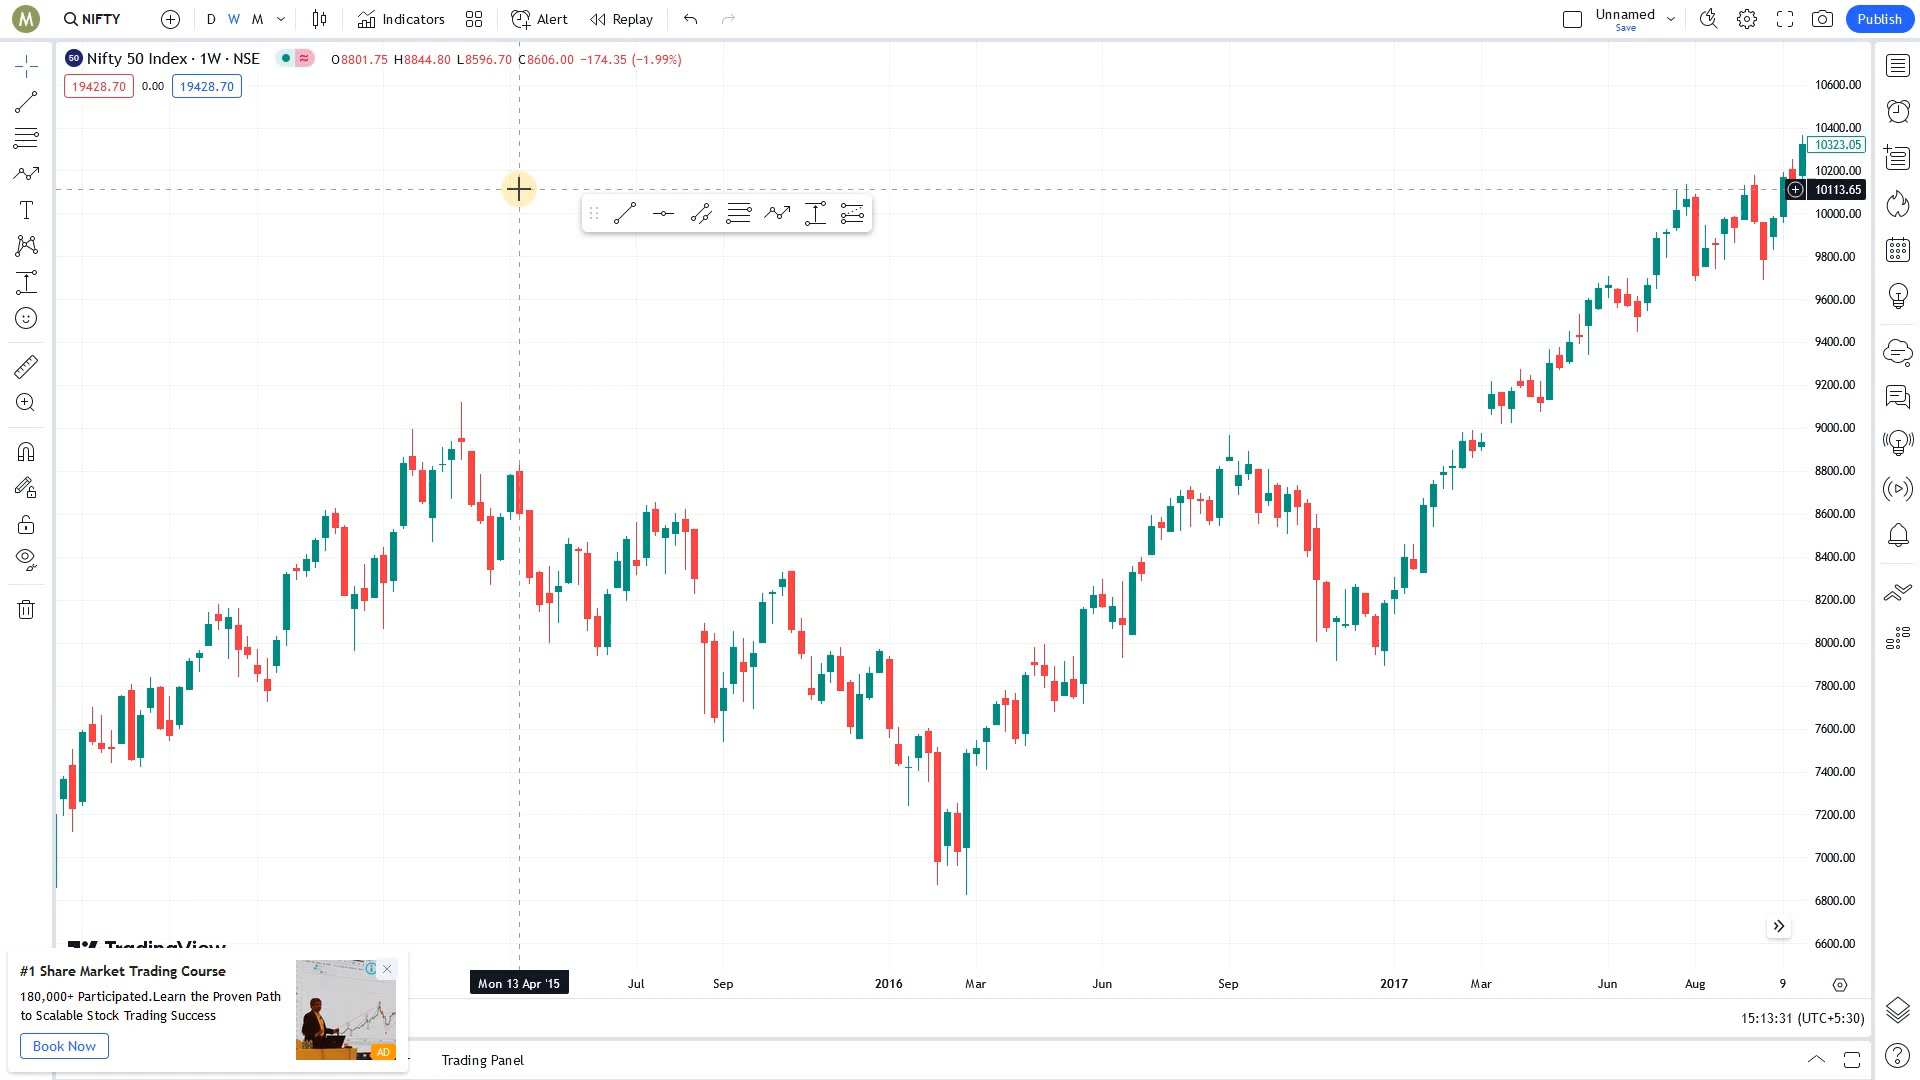 M NIFTY D W M Indicators Alert Replay Unnamed Save Publish
50 Nifty 50 Index · 1W · NSE O8801.75 H8844.80 L8596.70 C8606.00 −174.35 (−1.99%)
19428.70 0.00 19428.70
10600.00
10400.00
10323.05
10200.00
10113.65
10000.00
9800.00
9600.00
9400.00
9200.00
9000.00
8800.00
8600.00
8400.00
8200.00
8000.00
7800.00
7600.00
7400.00
7200.00
7000.00
6800.00
6600.00
TradingView
Mon 13 Apr '15 Jul Sep 2016 Mar Jun Sep 2017 Mar Jun Aug 9
#1 Share Market Trading Course
180,000+ Participated.Learn the Proven Path
to Scalable Stock Trading Success
Book Now
AD
15:13:31 (UTC+5:30)
Trading Panel